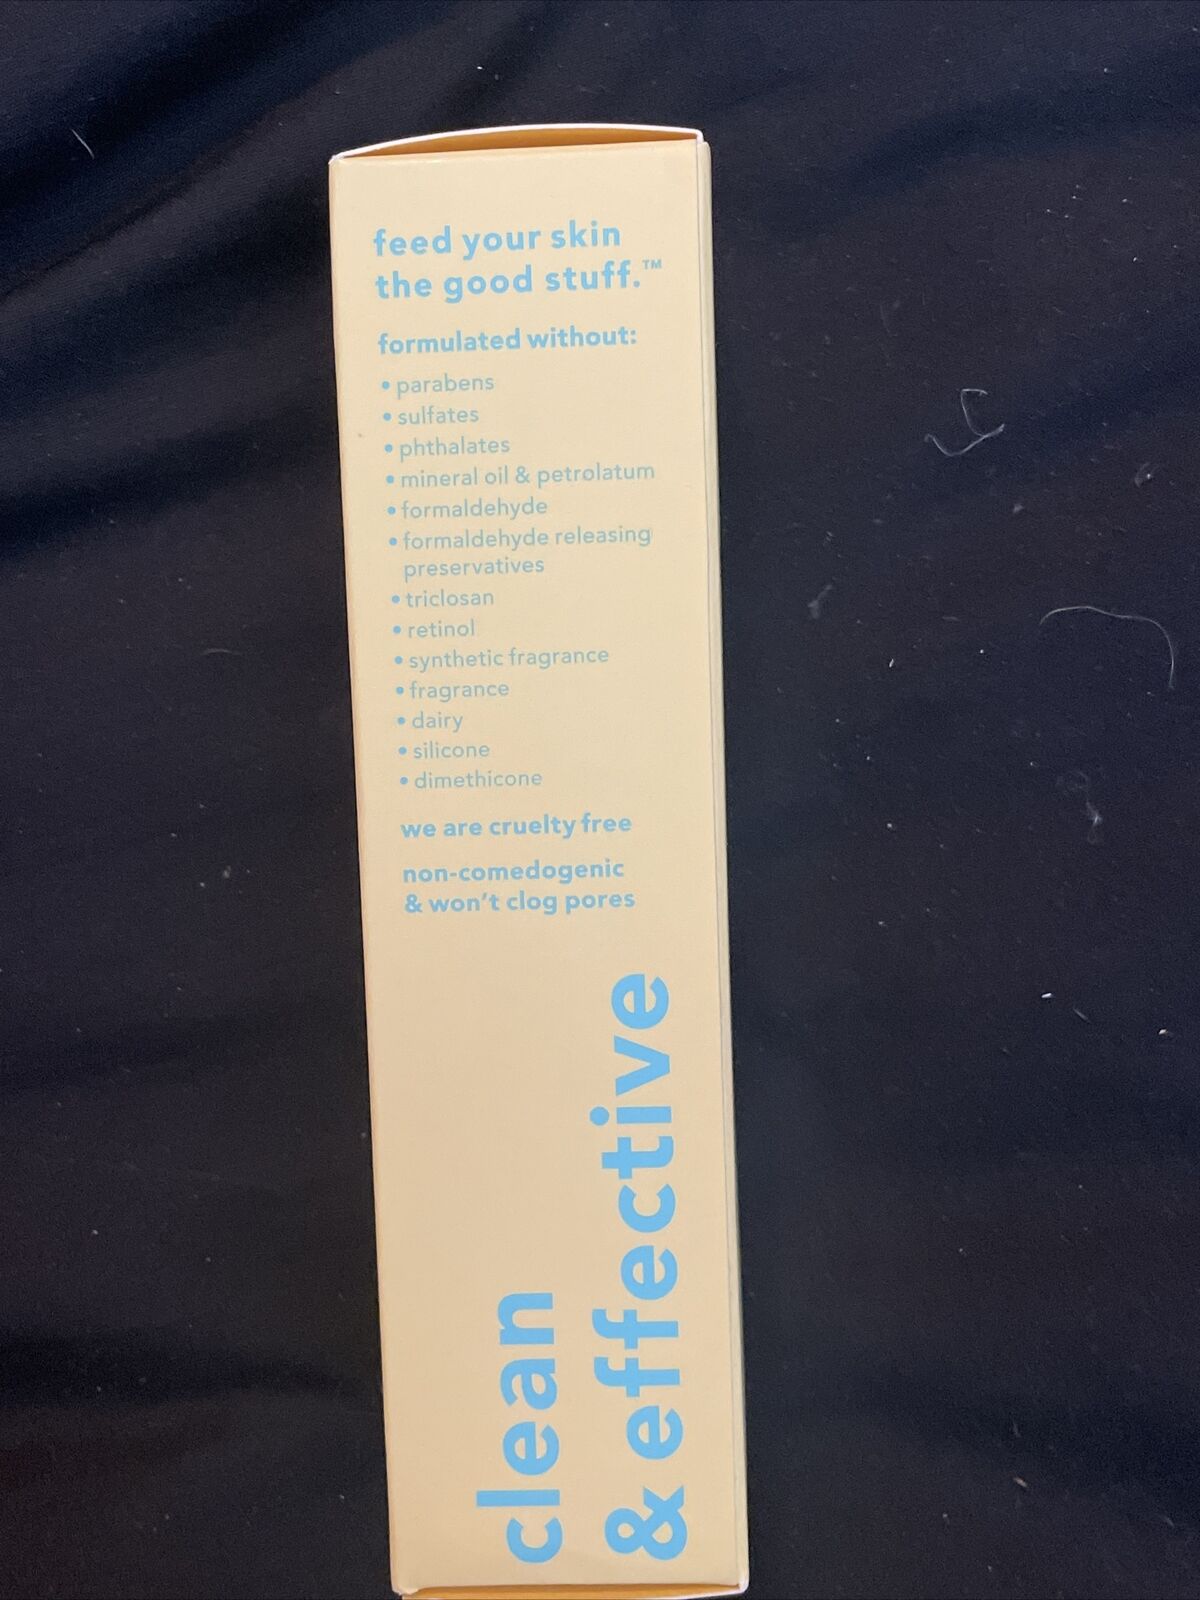 feed your skin
the good stuff.™
formulated without:
• parabens
• sulfates
• phthalates
• mineral oil & petrolatum
• formaldehyde
• formaldehyde releasing
preservatives
• triclosan
• retinol
• synthetic fragrance
• fragrance
• dairy
• silicone
• dimethicone
we are cruelty free
non-comedogenic
& won't clog pores
clean
& effective